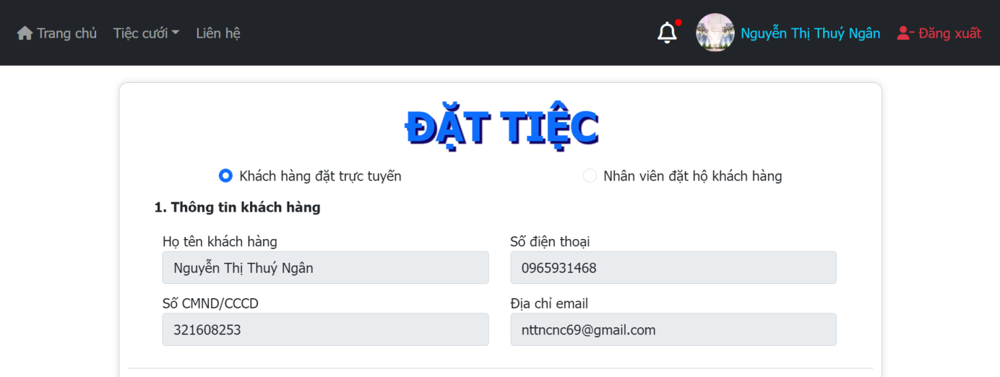 Trang chủ Tiệc cưới Liên hệ Nguyễn Thị Thuý Ngân Đăng xuất
ĐẶT TIỆC
Khách hàng đặt trực tuyến Nhân viên đặt hộ khách hàng
1. Thông tin khách hàng
Họ tên khách hàng Số điện thoại
Nguyễn Thị Thuý Ngân 0965931468
Số CMND/CCCD Địa chỉ email
321608253 nttncnc69@gmail.com